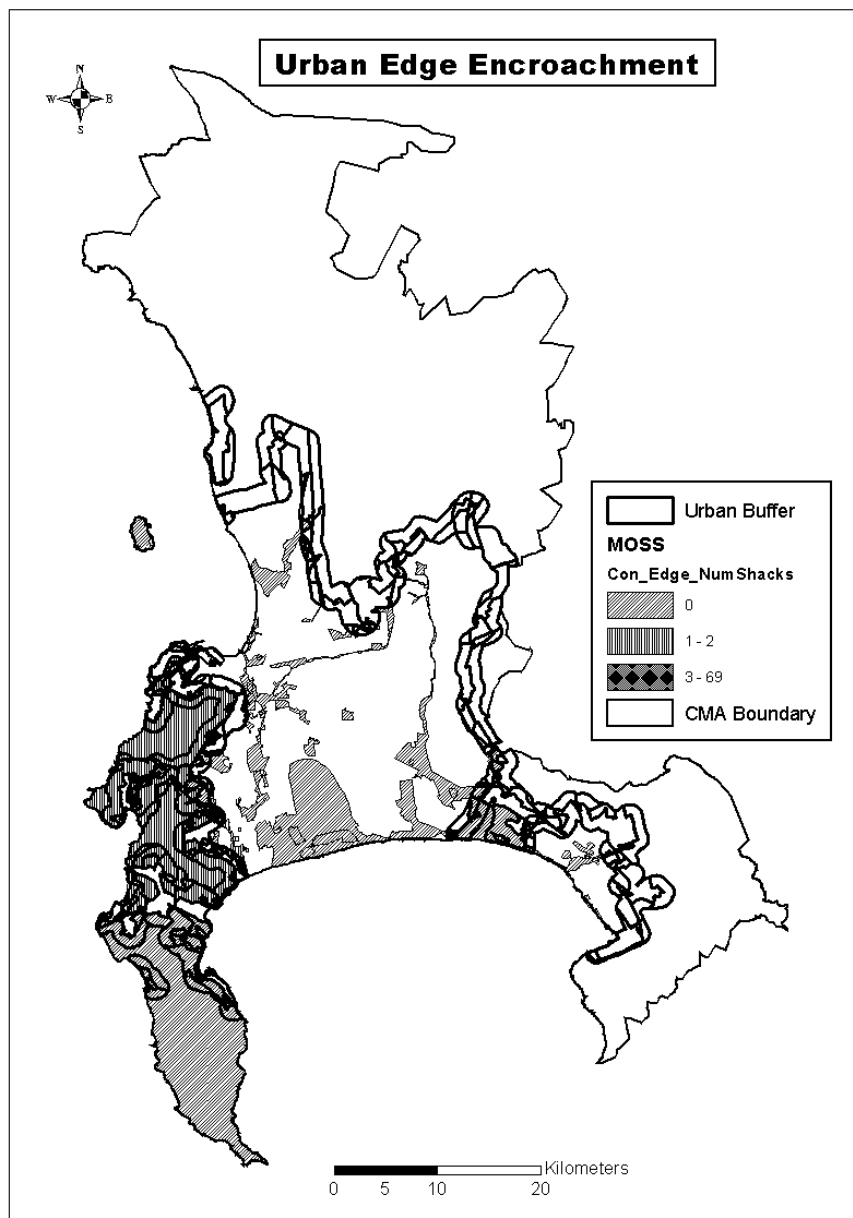 Urban Edge Encroachment
N
W E
S
Urban Buffer
MOSS
Con_Edge_NumShacks
0
1 - 2
3 - 69
CMA Boundary
Kilometers
0 5 10 20